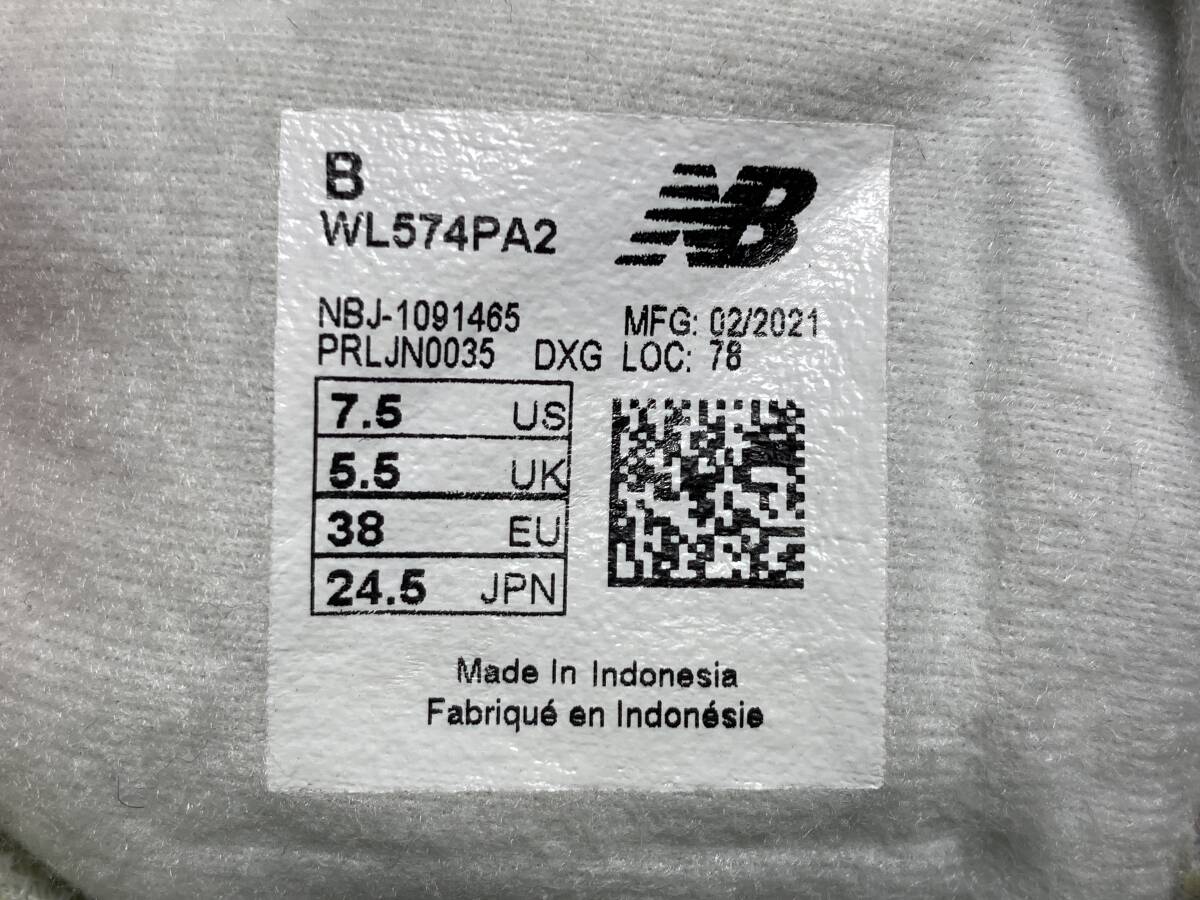 B
WL574PA2
NB
NBJ-1091465 MFG: 02/2021
PRLJN0035 DXG LOC: 78
7.5 US
5.5 UK
38 EU
24.5 JPN
Made In Indonesia
Fabriqué en Indonésie